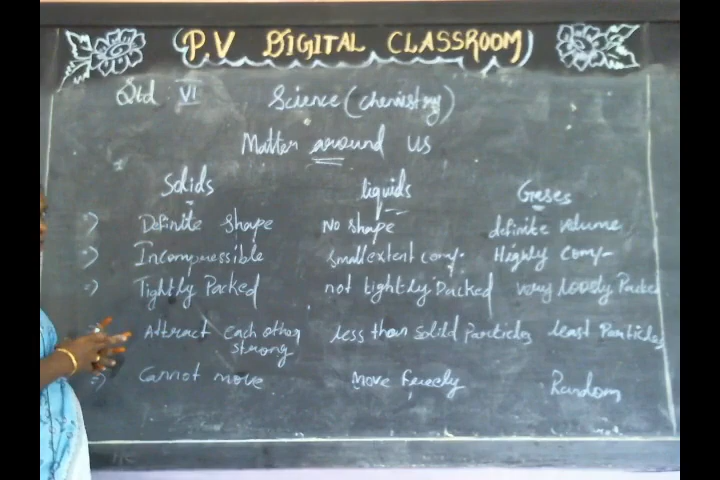 P.V DIGITAL CLASSROOM
Std VI Science (chemistry)
Matter around us
Solids liquids Gases
=) Definite Shape No shape definite volume
=) Incompressible small extent comp. Highly comp-
=) Tightly Packed not tightly Packed very loosly Packed
Attract each other strong less than solid Particles least Particles
=) Cannot move Move freely Random